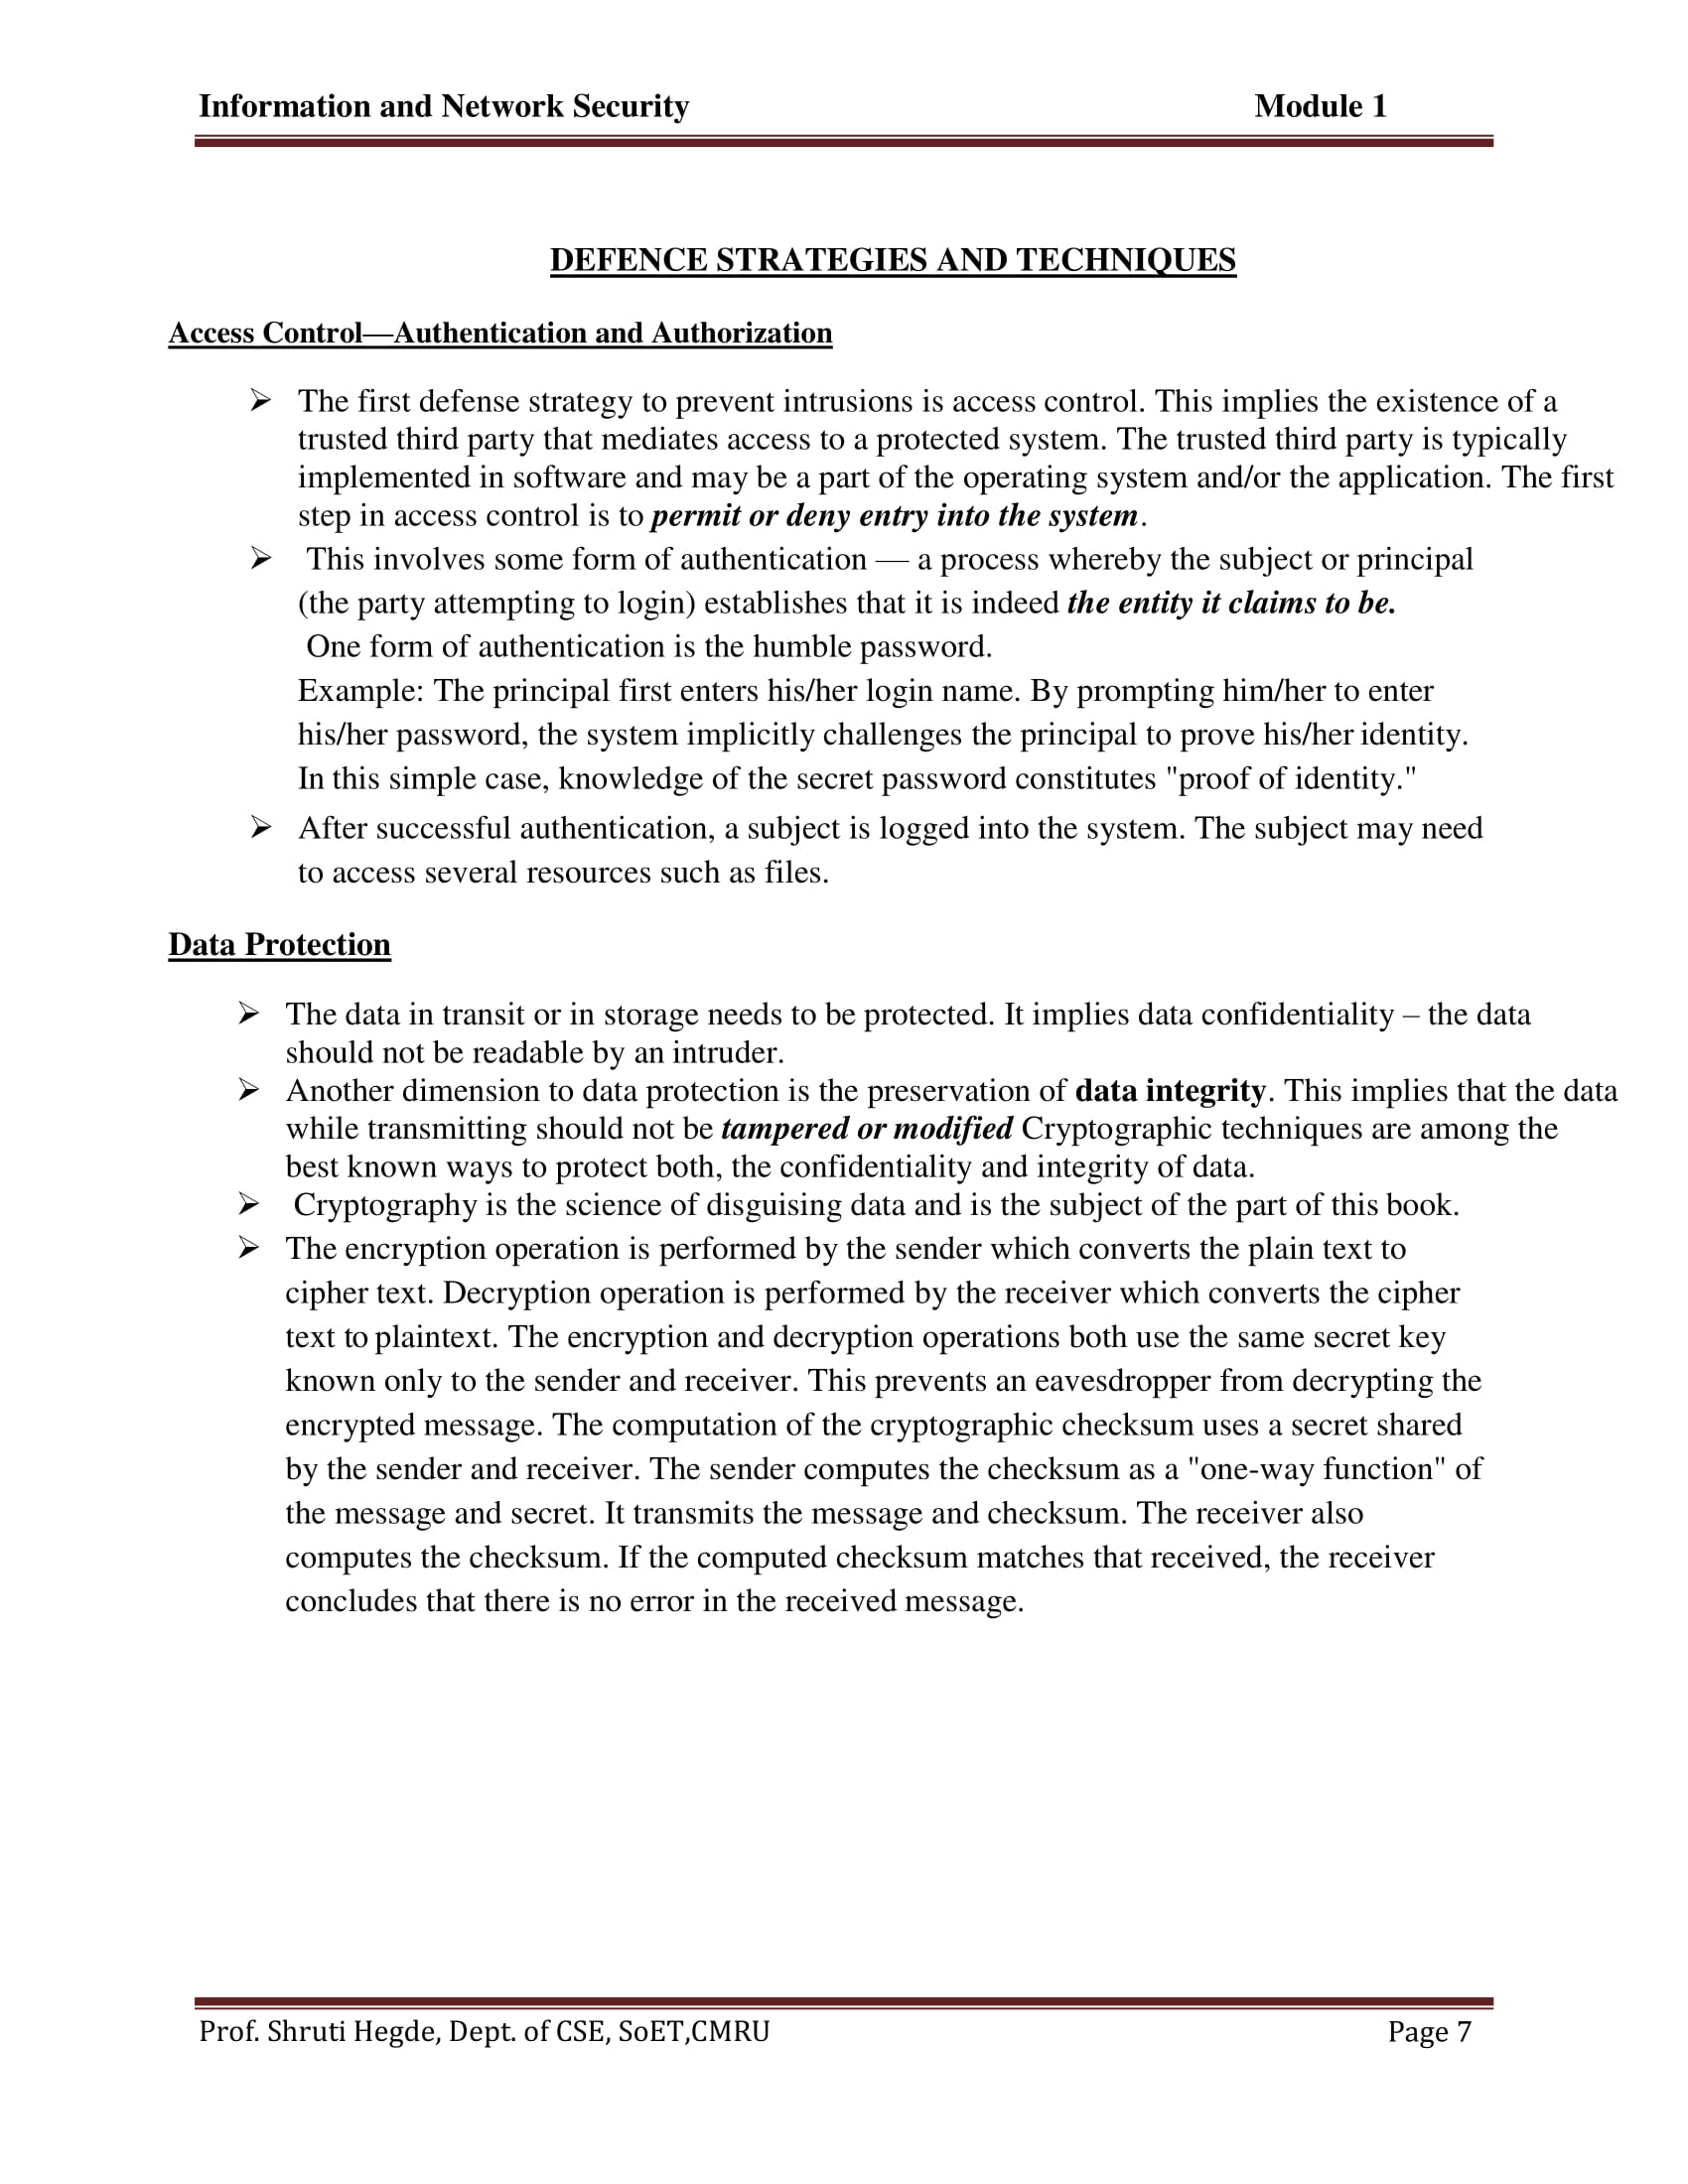 Information and Network Security Module 1
DEFENCE STRATEGIES AND TECHNIQUES
Access Control—Authentication and Authorization
➢ The first defense strategy to prevent intrusions is access control. This implies the existence of a
trusted third party that mediates access to a protected system. The trusted third party is typically
implemented in software and may be a part of the operating system and/or the application. The first
step in access control is to permit or deny entry into the system.
➢ This involves some form of authentication — a process whereby the subject or principal
(the party attempting to login) establishes that it is indeed the entity it claims to be.
One form of authentication is the humble password.
Example: The principal first enters his/her login name. By prompting him/her to enter
his/her password, the system implicitly challenges the principal to prove his/her identity.
In this simple case, knowledge of the secret password constitutes "proof of identity."
➢ After successful authentication, a subject is logged into the system. The subject may need
to access several resources such as files.
Data Protection
➢ The data in transit or in storage needs to be protected. It implies data confidentiality – the data
should not be readable by an intruder.
➢ Another dimension to data protection is the preservation of data integrity. This implies that the data
while transmitting should not be tampered or modified Cryptographic techniques are among the
best known ways to protect both, the confidentiality and integrity of data.
➢ Cryptography is the science of disguising data and is the subject of the part of this book.
➢ The encryption operation is performed by the sender which converts the plain text to
cipher text. Decryption operation is performed by the receiver which converts the cipher
text to plaintext. The encryption and decryption operations both use the same secret key
known only to the sender and receiver. This prevents an eavesdropper from decrypting the
encrypted message. The computation of the cryptographic checksum uses a secret shared
by the sender and receiver. The sender computes the checksum as a "one-way function" of
the message and secret. It transmits the message and checksum. The receiver also
computes the checksum. If the computed checksum matches that received, the receiver
concludes that there is no error in the received message.
Prof. Shruti Hegde, Dept. of CSE, SoET,CMRU Page 7